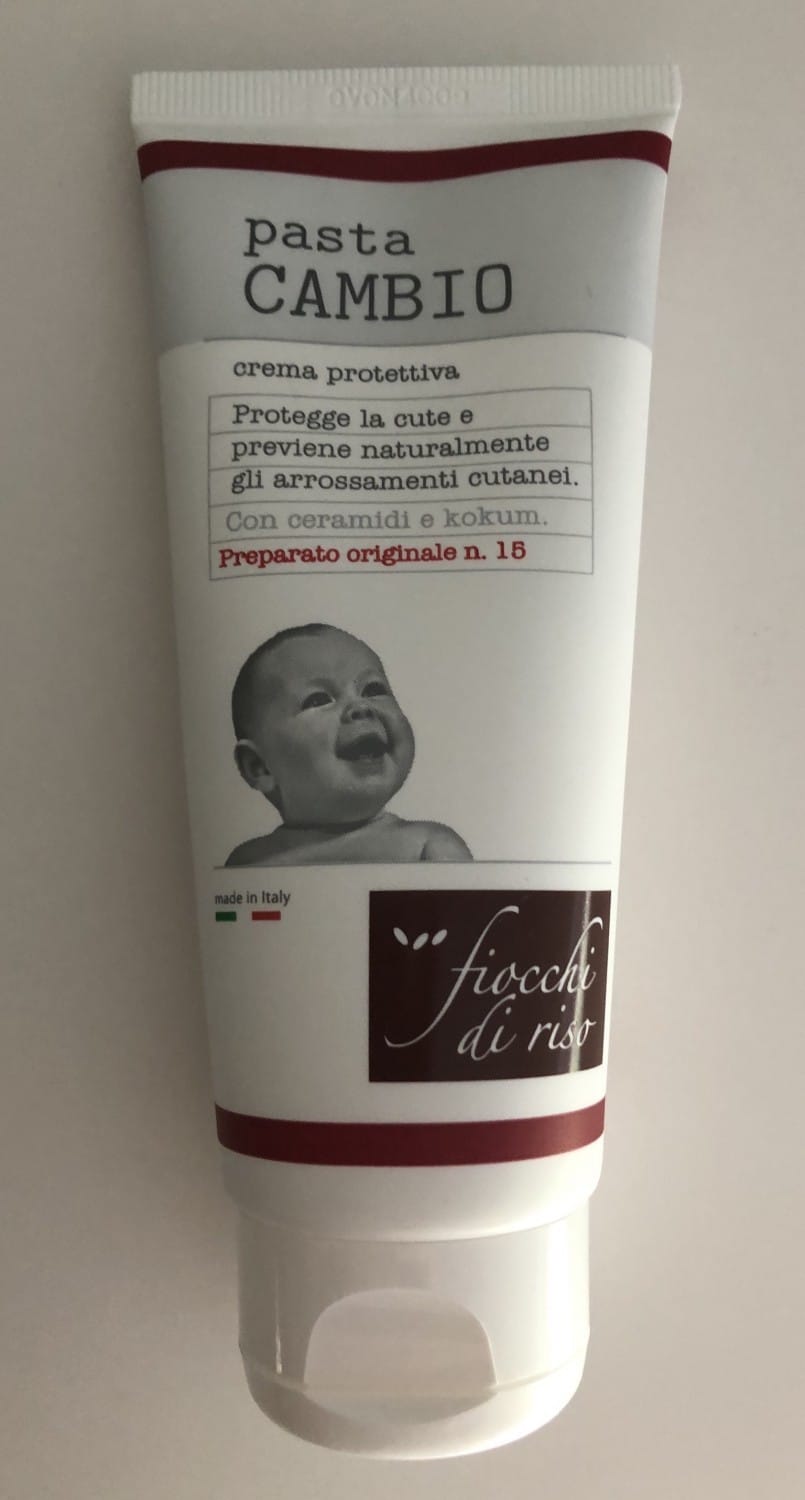 pasta
CAMBIO
crema protettiva
Protegge la cute e
previene naturalmente
gli arrossamenti cutanei.
Con ceramidi e kokum.
Preparato originale n. 15
made in Italy
fiocchi
di riso